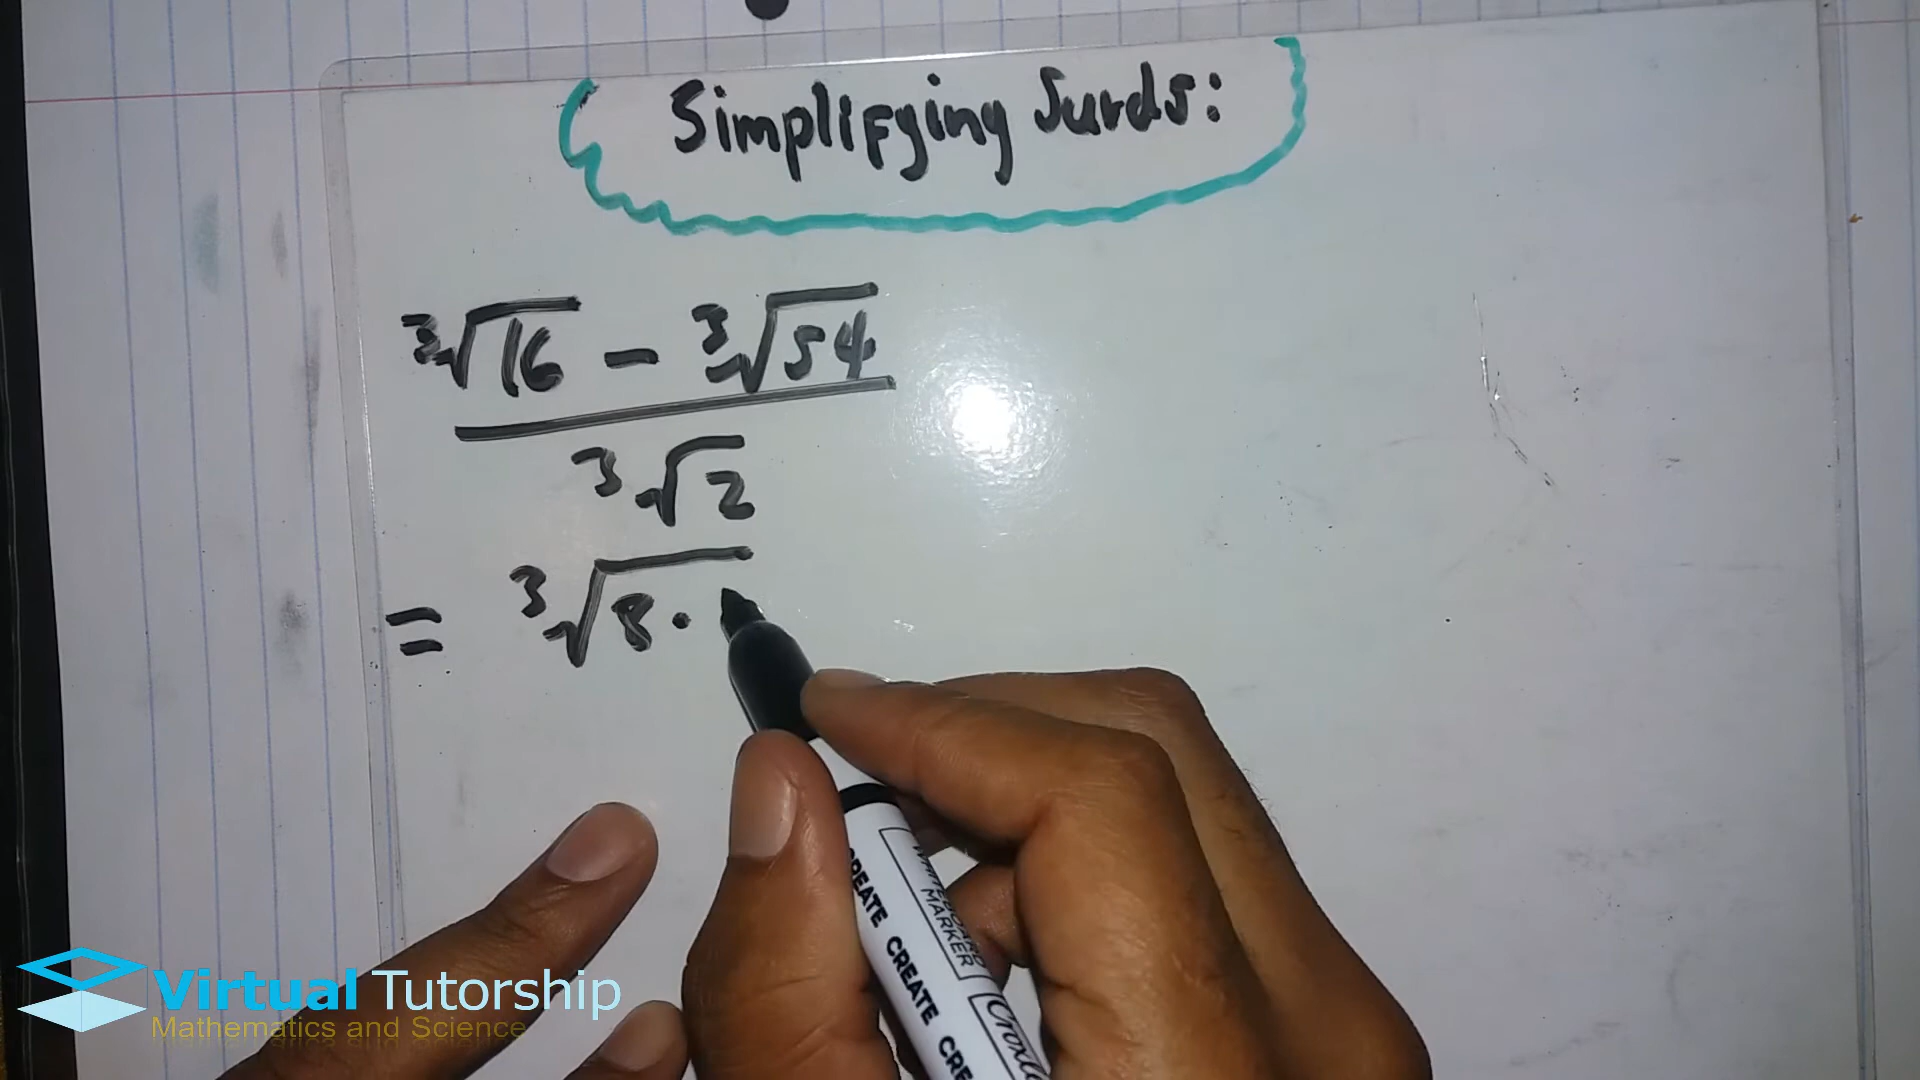 Simplifying Surds:
∛16 - ∛54
∛2
= ∛8 ·
WHITEBOARD
MARKER
CREATE CREATE CRE
Virtual Tutorship
Mathematics and Science